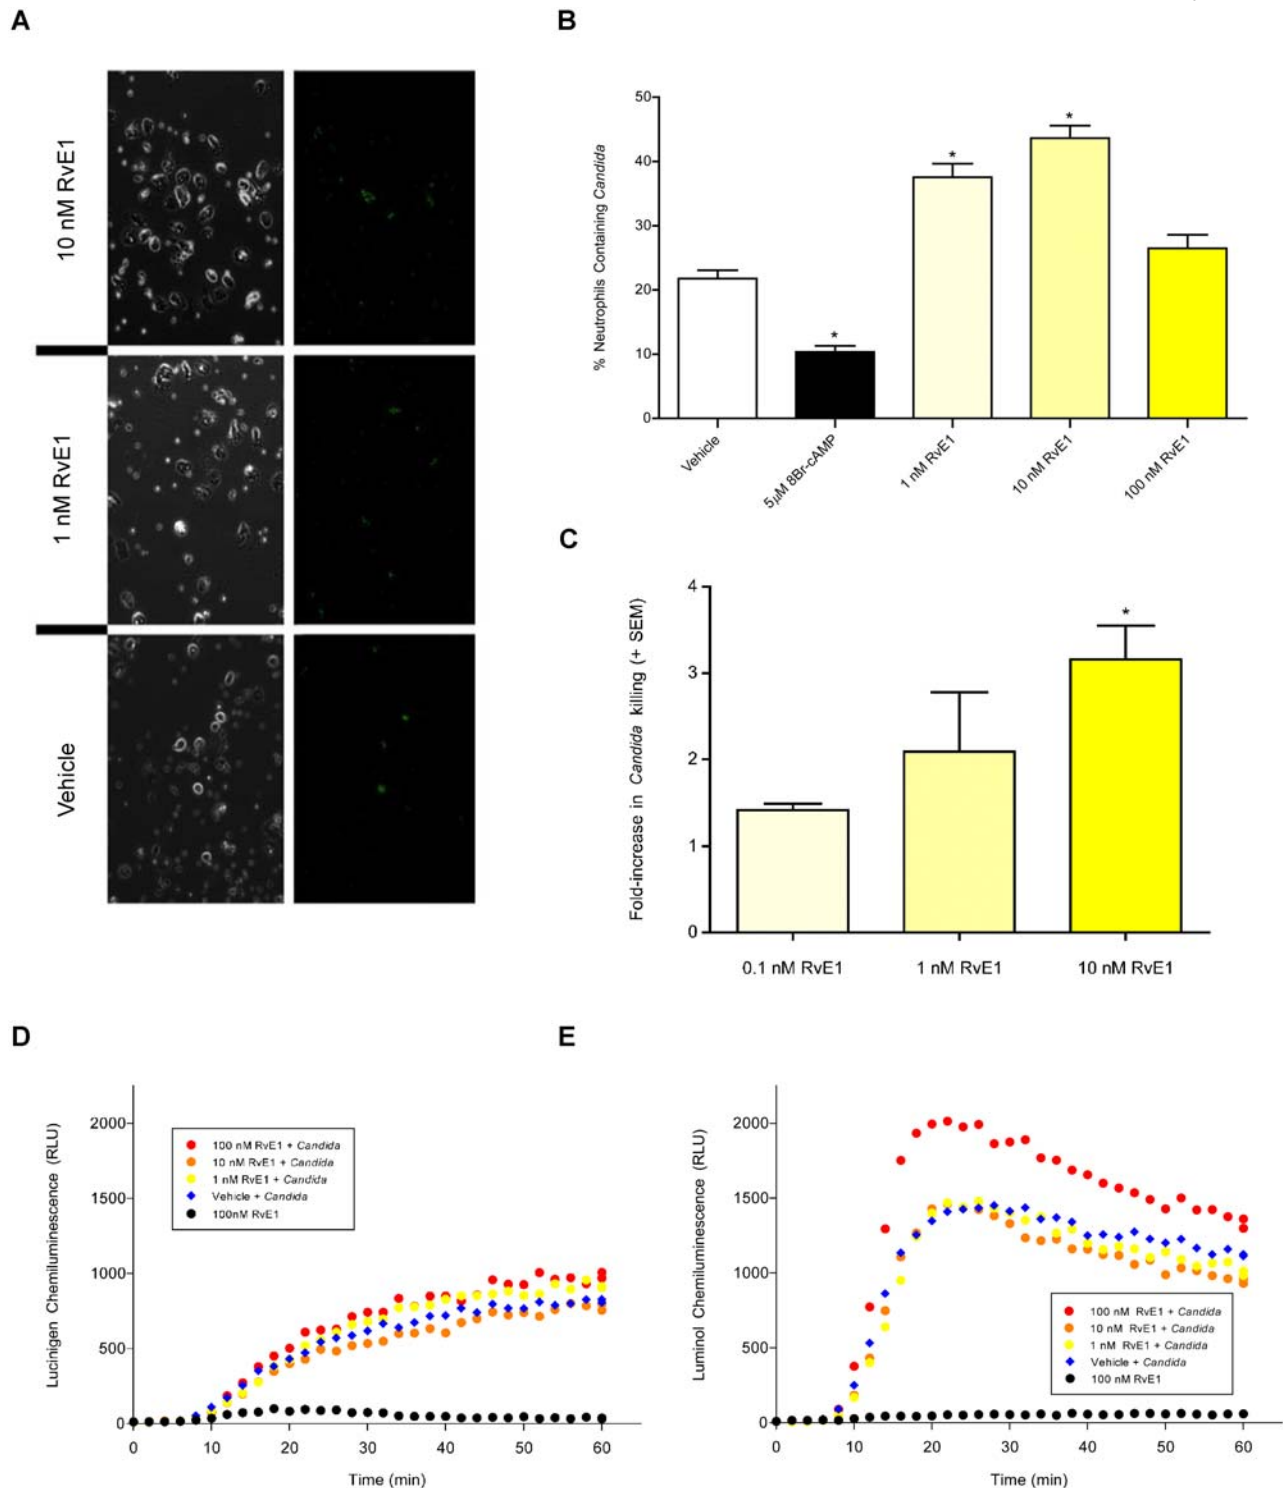 A
10 nM RvE1
1 nM RvE1
Vehicle
B
% Neutrophils Containing Candida
50
40
30
20
10
0
*
*
*
Vehicle
5μM 8Br-cAMP
1 nM RvE1
10 nM RvE1
100 nM RvE1
C
Fold-increase in Candida killing (+ SEM)
4
3
2
1
0
*
0.1 nM RvE1
1 nM RvE1
10 nM RvE1
D
Lucinigen Chemiluminescence (RLU)
2000
1500
1000
500
0
100 nM RvE1 + Candida
10 nM RvE1 + Candida
1 nM RvE1 + Candida
Vehicle + Candida
100nM RvE1
0 10 20 30 40 50 60
Time (min)
E
Luminol Chemiluminescence (RLU)
2000
1500
1000
500
0
100 nM RvE1 + Candida
10 nM RvE1 + Candida
1 nM RvE1 + Candida
Vehicle + Candida
100 nM RvE1
0 10 20 30 40 50 60 0
Time (min)